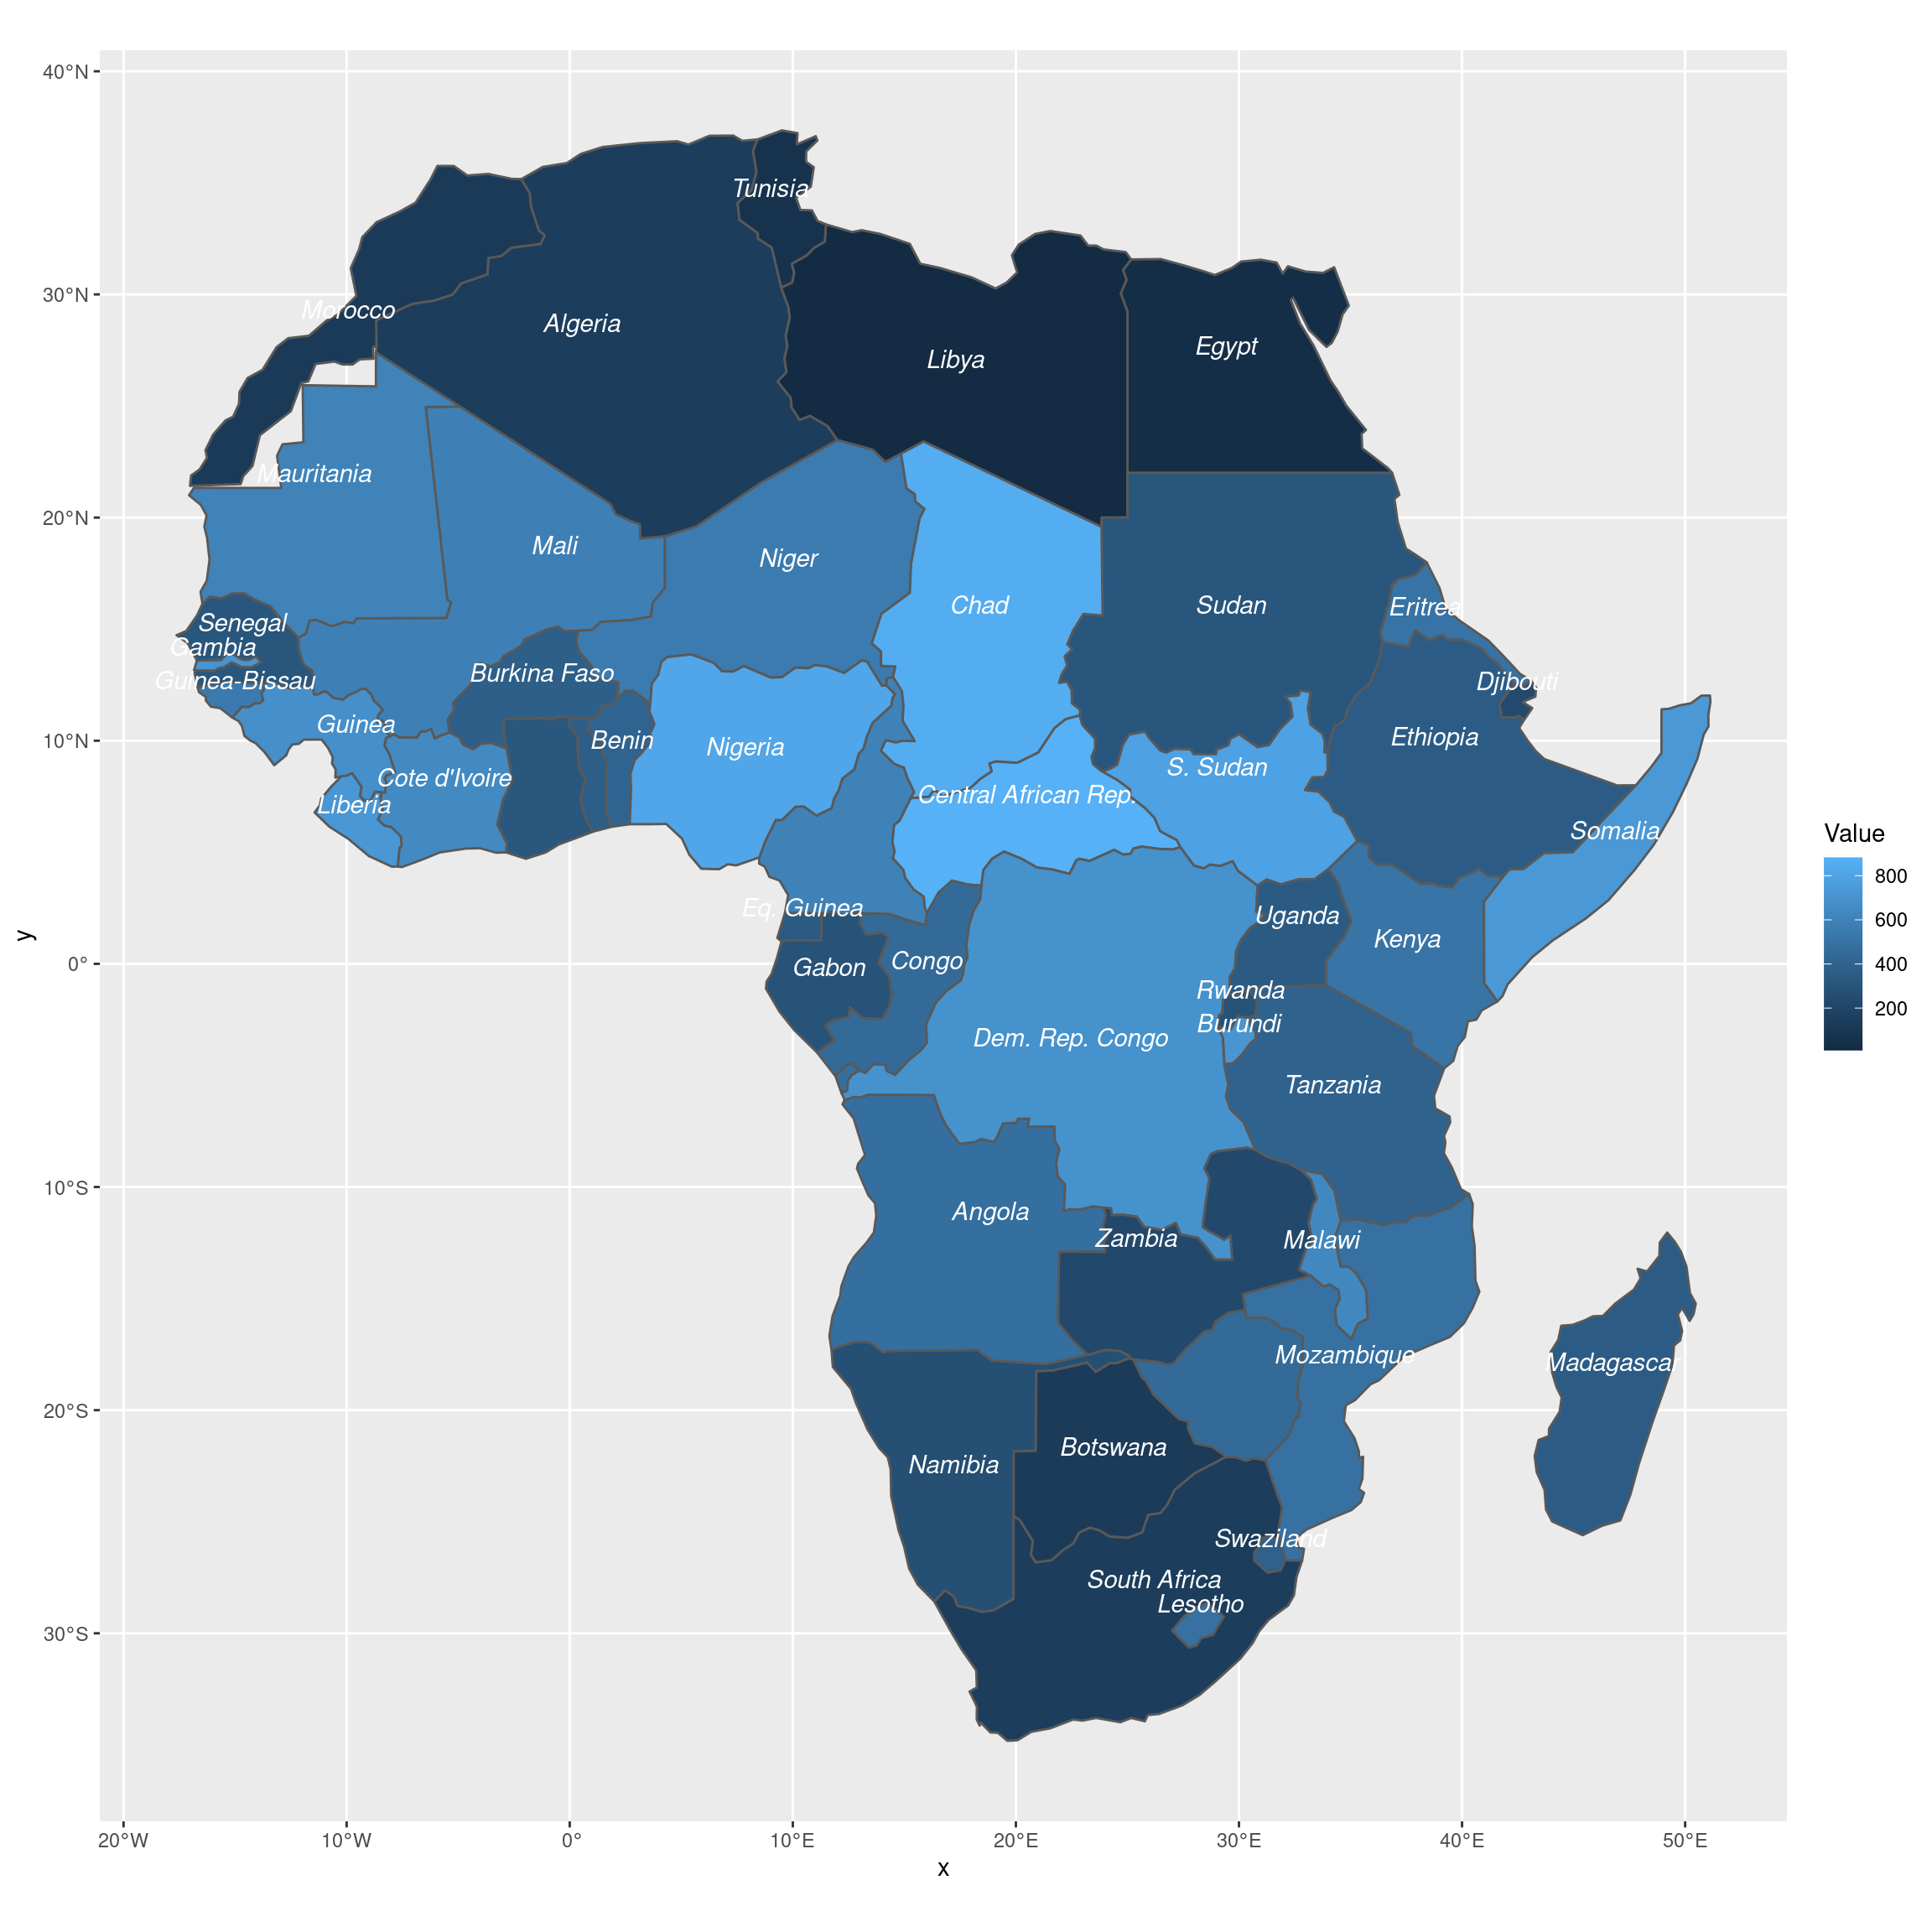 40°N
30°N
20°N
10°N
0°
10°S
20°S
30°S
y
Tunisia
Morocco
Algeria
Libya
Egypt
Mauritania
Mali
Niger
Chad
Sudan
Eritrea
Senegal
Gambia
Guinea-Bissau
Burkina Faso
Djibouti
Guinea
Benin
Nigeria
Ethiopia
Cote d'Ivoire
S. Sudan
Liberia
Central African Rep.
Somalia
Eq. Guinea
Uganda
Kenya
Gabon
Congo
Rwanda
Burundi
Dem. Rep. Congo
Tanzania
Angola
Zambia
Malawi
Mozambique
Madagascar
Botswana
Namibia
Swaziland
South Africa
Lesotho
20°W
10°W
0°
10°E
20°E
30°E
40°E
50°E
x
Value
800
600
400
200